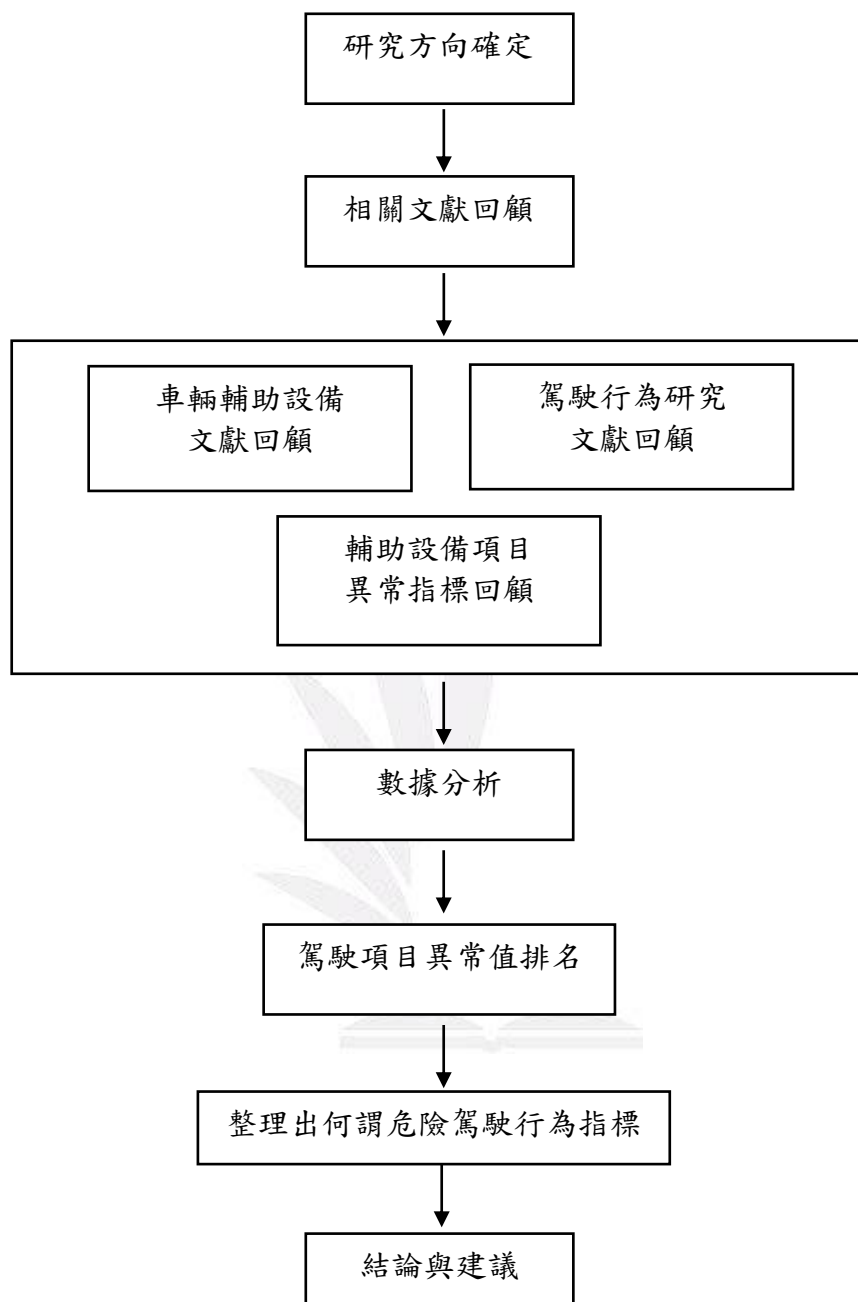 研究方向確定
相關文獻回顧
車輛輔助設備
文獻回顧
駕駛行為研究
文獻回顧
輔助設備項目
異常指標回顧
數據分析
駕駛項目異常值排名
整理出何謂危險駕駛行為指標
結論與建議